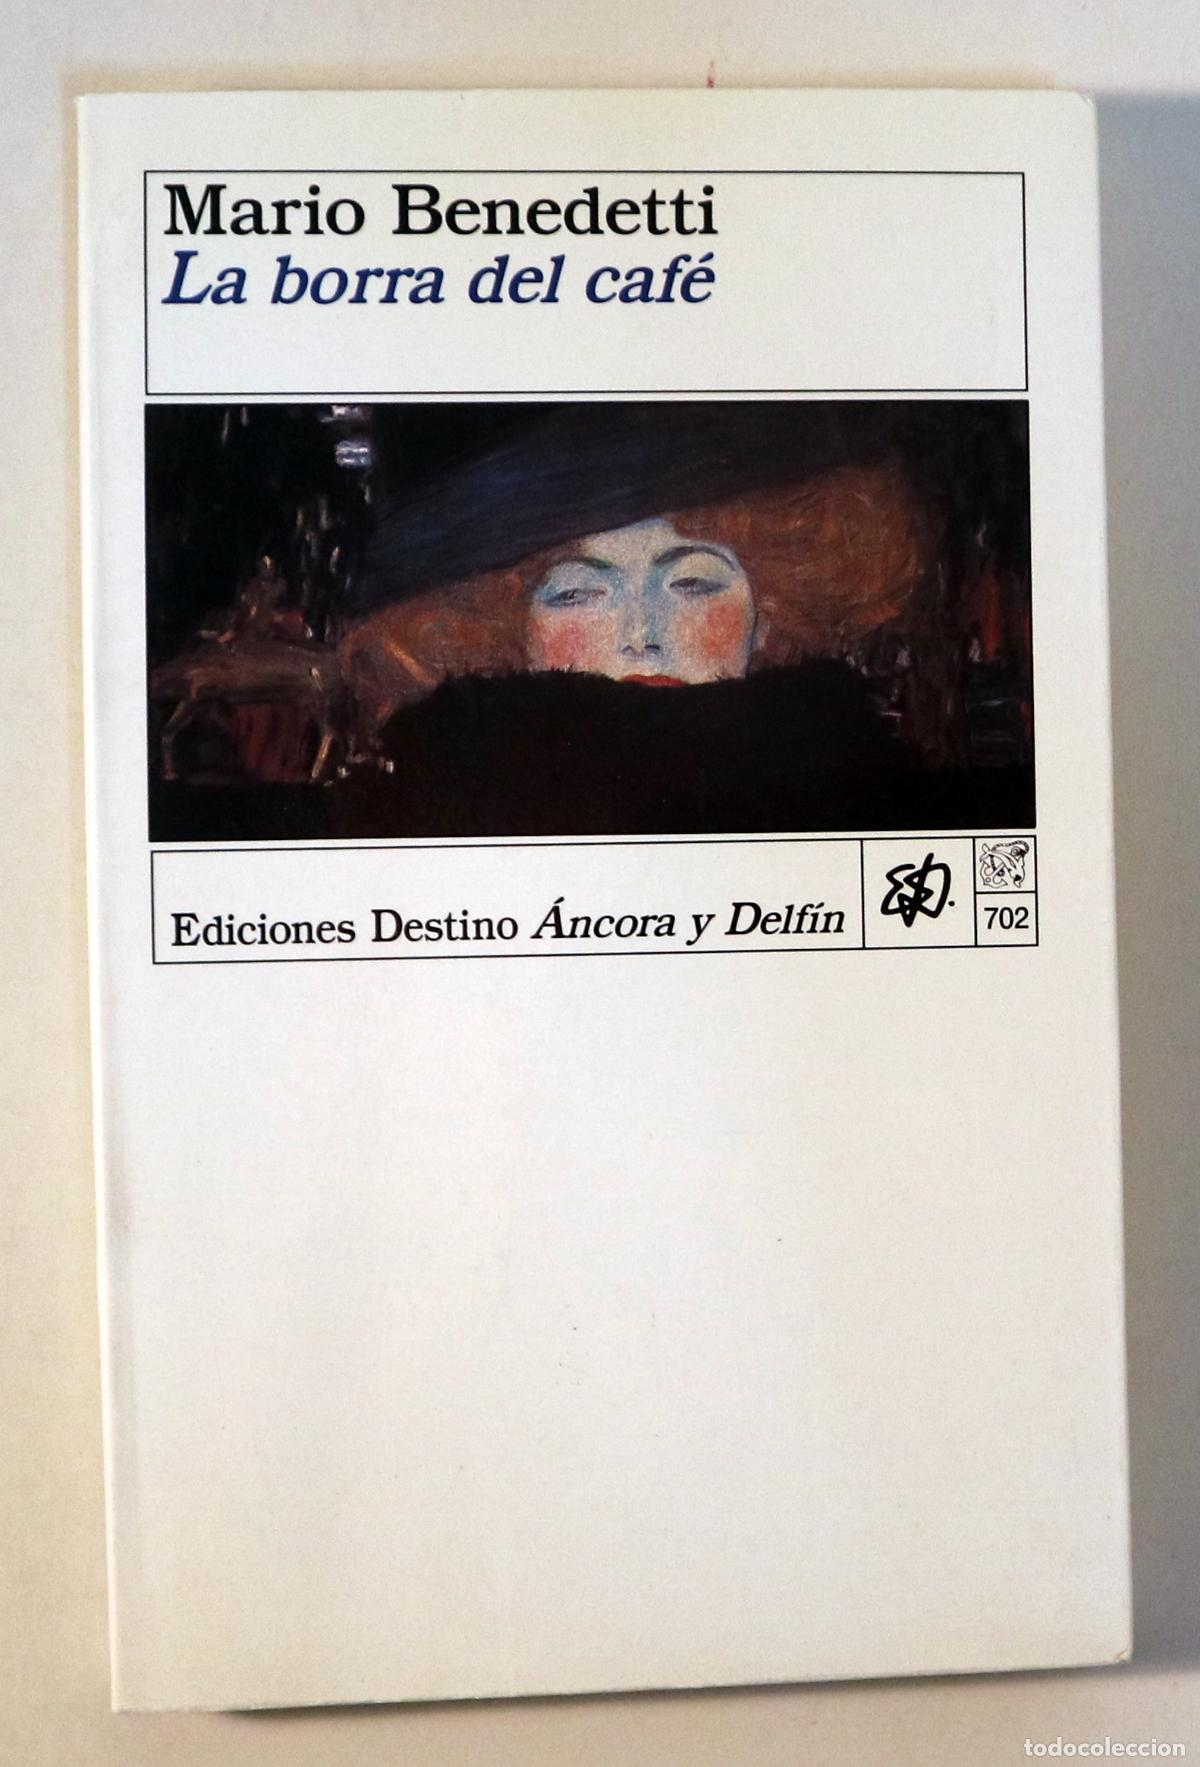 Mario Benedetti
La borra del café
Ediciones Destino Áncora y Delfín
702
todocoleccion